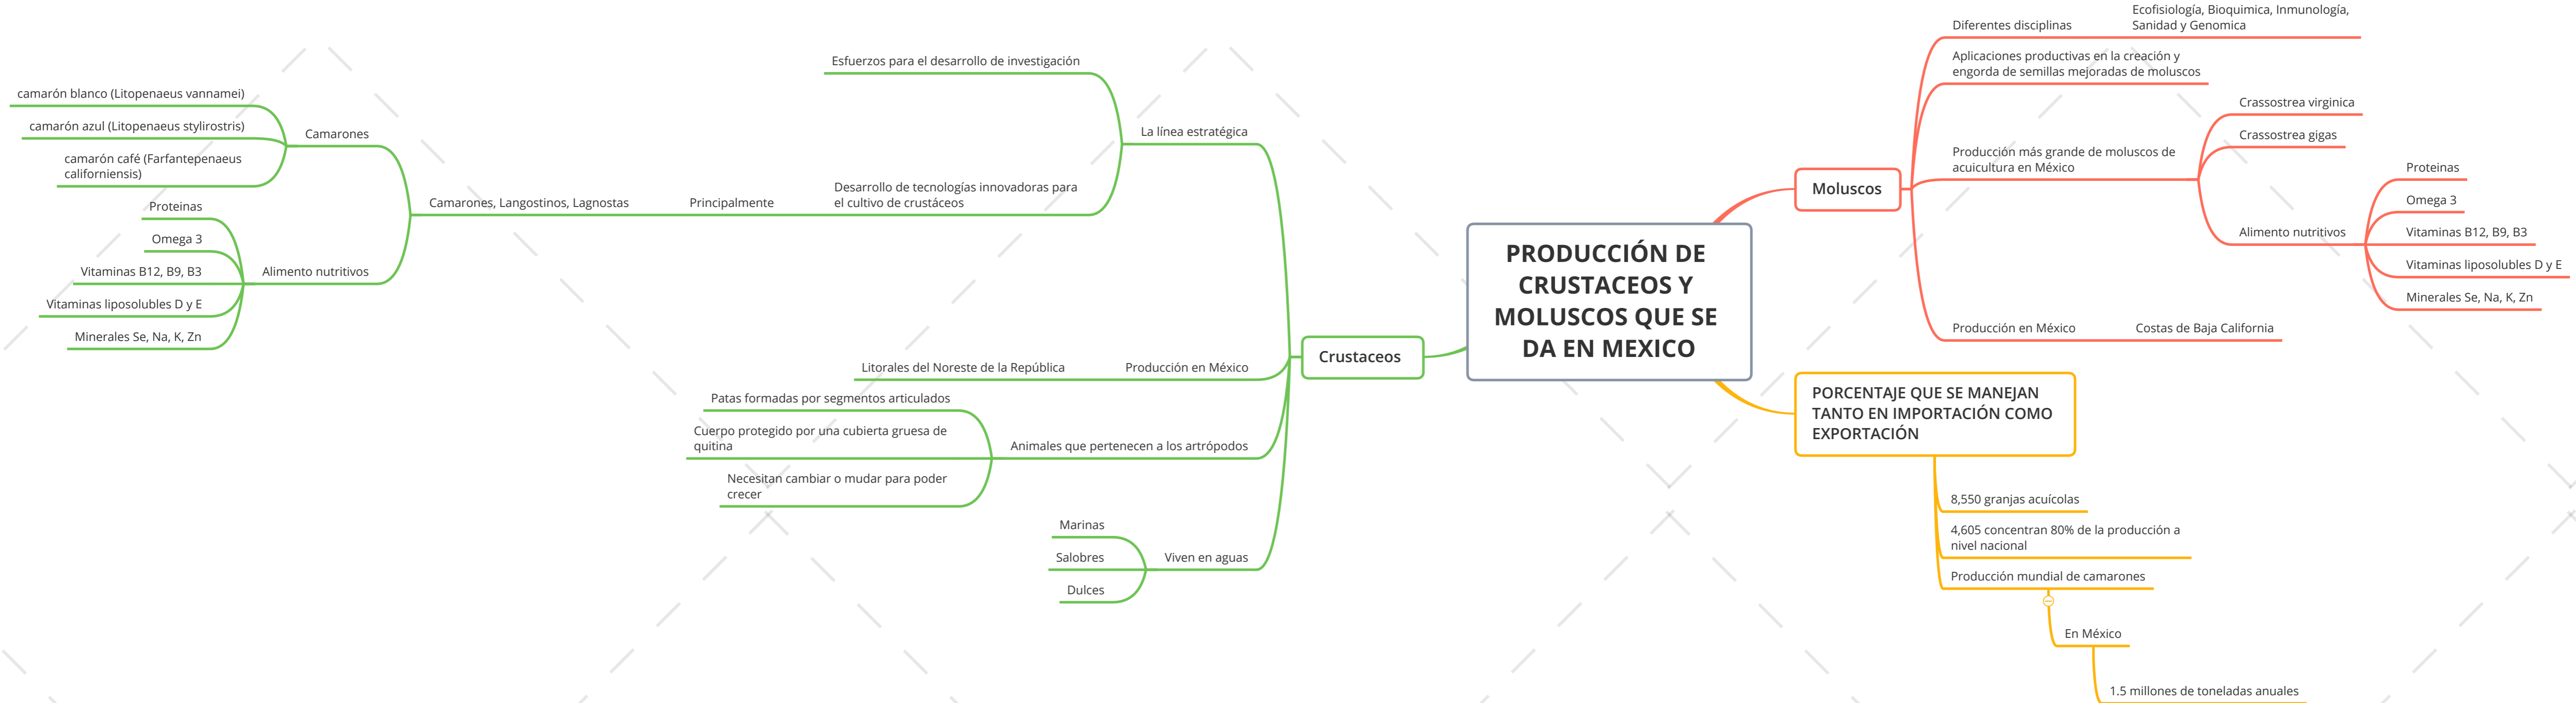 PRODUCCIÓN DE
CRUSTACEOS Y
MOLUSCOS QUE SE
DA EN MEXICO
Moluscos
Diferentes disciplinas
Ecofisiología, Bioquimica, Inmunología,
Sanidad y Genomica
Aplicaciones productivas en la creación y
engorda de semillas mejoradas de moluscos
Producción más grande de moluscos de
acuicultura en México
Crassostrea virginica
Crassostrea gigas
Alimento nutritivos
Proteinas
Omega 3
Vitaminas B12, B9, B3
Vitaminas liposolubles D y E
Minerales Se, Na, K, Zn
Producción en México
Costas de Baja California
PORCENTAJE QUE SE MANEJAN
TANTO EN IMPORTACIÓN COMO
EXPORTACIÓN
8,550 granjas acuícolas
4,605 concentran 80% de la producción a
nivel nacional
Producción mundial de camarones
En México
1.5 millones de toneladas anuales
Crustaceos
La línea estratégica
Esfuerzos para el desarrollo de investigación
Desarrollo de tecnologías innovadoras para
el cultivo de crustáceos
Principalmente
Camarones, Langostinos, Lagnostas
Camarones
camarón blanco (Litopenaeus vannamei)
camarón azul (Litopenaeus stylirostris)
camarón café (Farfantepenaeus
californiensis)
Alimento nutritivos
Proteinas
Omega 3
Vitaminas B12, B9, B3
Vitaminas liposolubles D y E
Minerales Se, Na, K, Zn
Producción en México
Litorales del Noreste de la República
Animales que pertenecen a los artrópodos
Patas formadas por segmentos articulados
Cuerpo protegido por una cubierta gruesa de
quitina
Necesitan cambiar o mudar para poder
crecer
Viven en aguas
Marinas
Salobres
Dulces